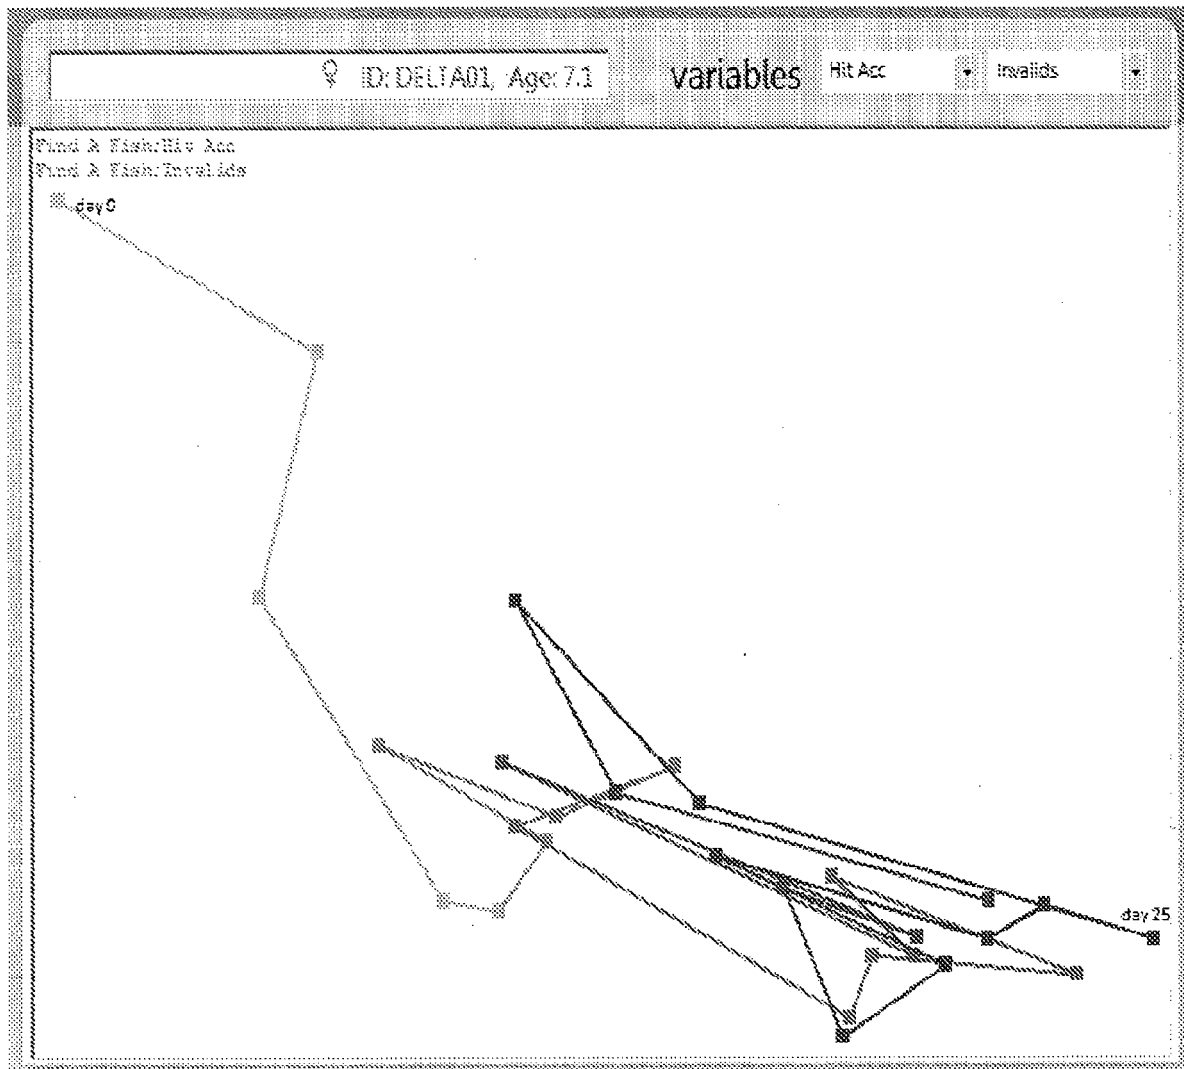 ♀ ID: DELTA01, Age: 7.1
variables
Hit Acc
Invalids
Find A Fish:Hit Acc
Find A Fish:Invalids
day 0
day 25